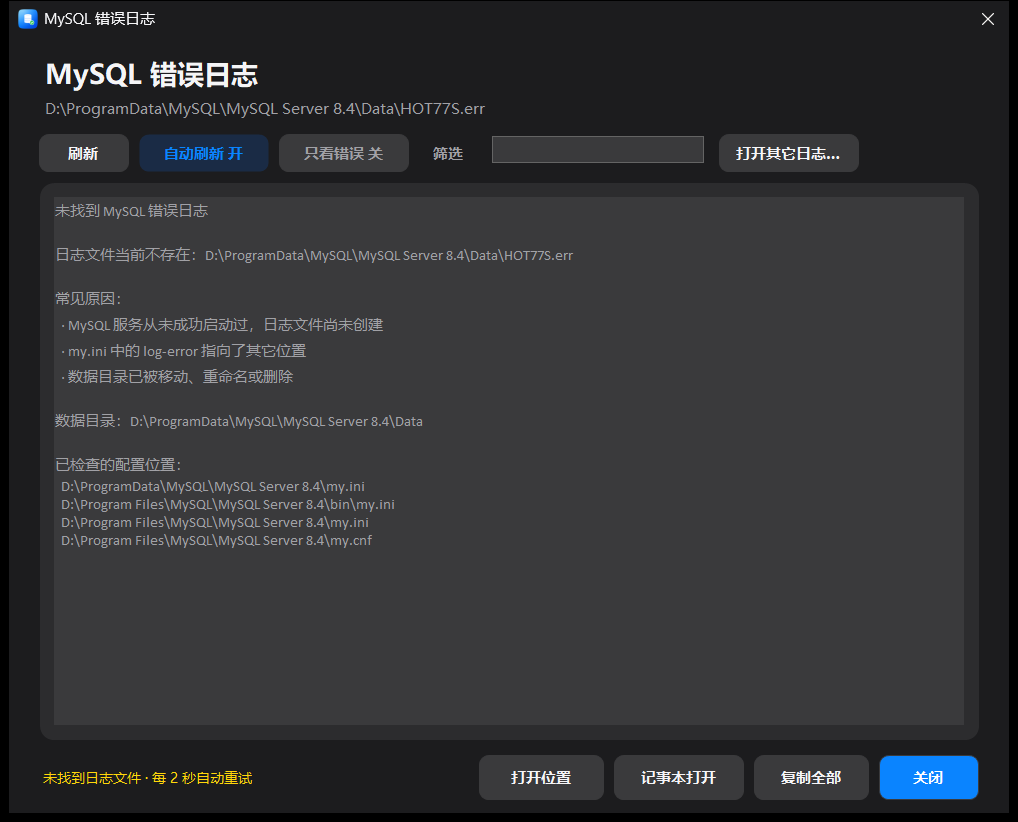 MySQL 错误日志
MySQL 错误日志
D:\ProgramData\MySQL\MySQL Server 8.4\Data\HOT77S.err
刷新 自动刷新 开 只看错误 关 筛选 打开其它日志...
未找到 MySQL 错误日志
日志文件当前不存在：D:\ProgramData\MySQL\MySQL Server 8.4\Data\HOT77S.err
常见原因：
· MySQL 服务从未成功启动过，日志文件尚未创建
· my.ini 中的 log-error 指向了其它位置
· 数据目录已被移动、重命名或删除
数据目录：D:\ProgramData\MySQL\MySQL Server 8.4\Data
已检查的配置位置：
D:\ProgramData\MySQL\MySQL Server 8.4\my.ini
D:\Program Files\MySQL\MySQL Server 8.4\bin\my.ini
D:\Program Files\MySQL\MySQL Server 8.4\my.ini
D:\Program Files\MySQL\MySQL Server 8.4\my.cnf
未找到日志文件 · 每 2 秒自动重试 打开位置 记事本打开 复制全部 关闭